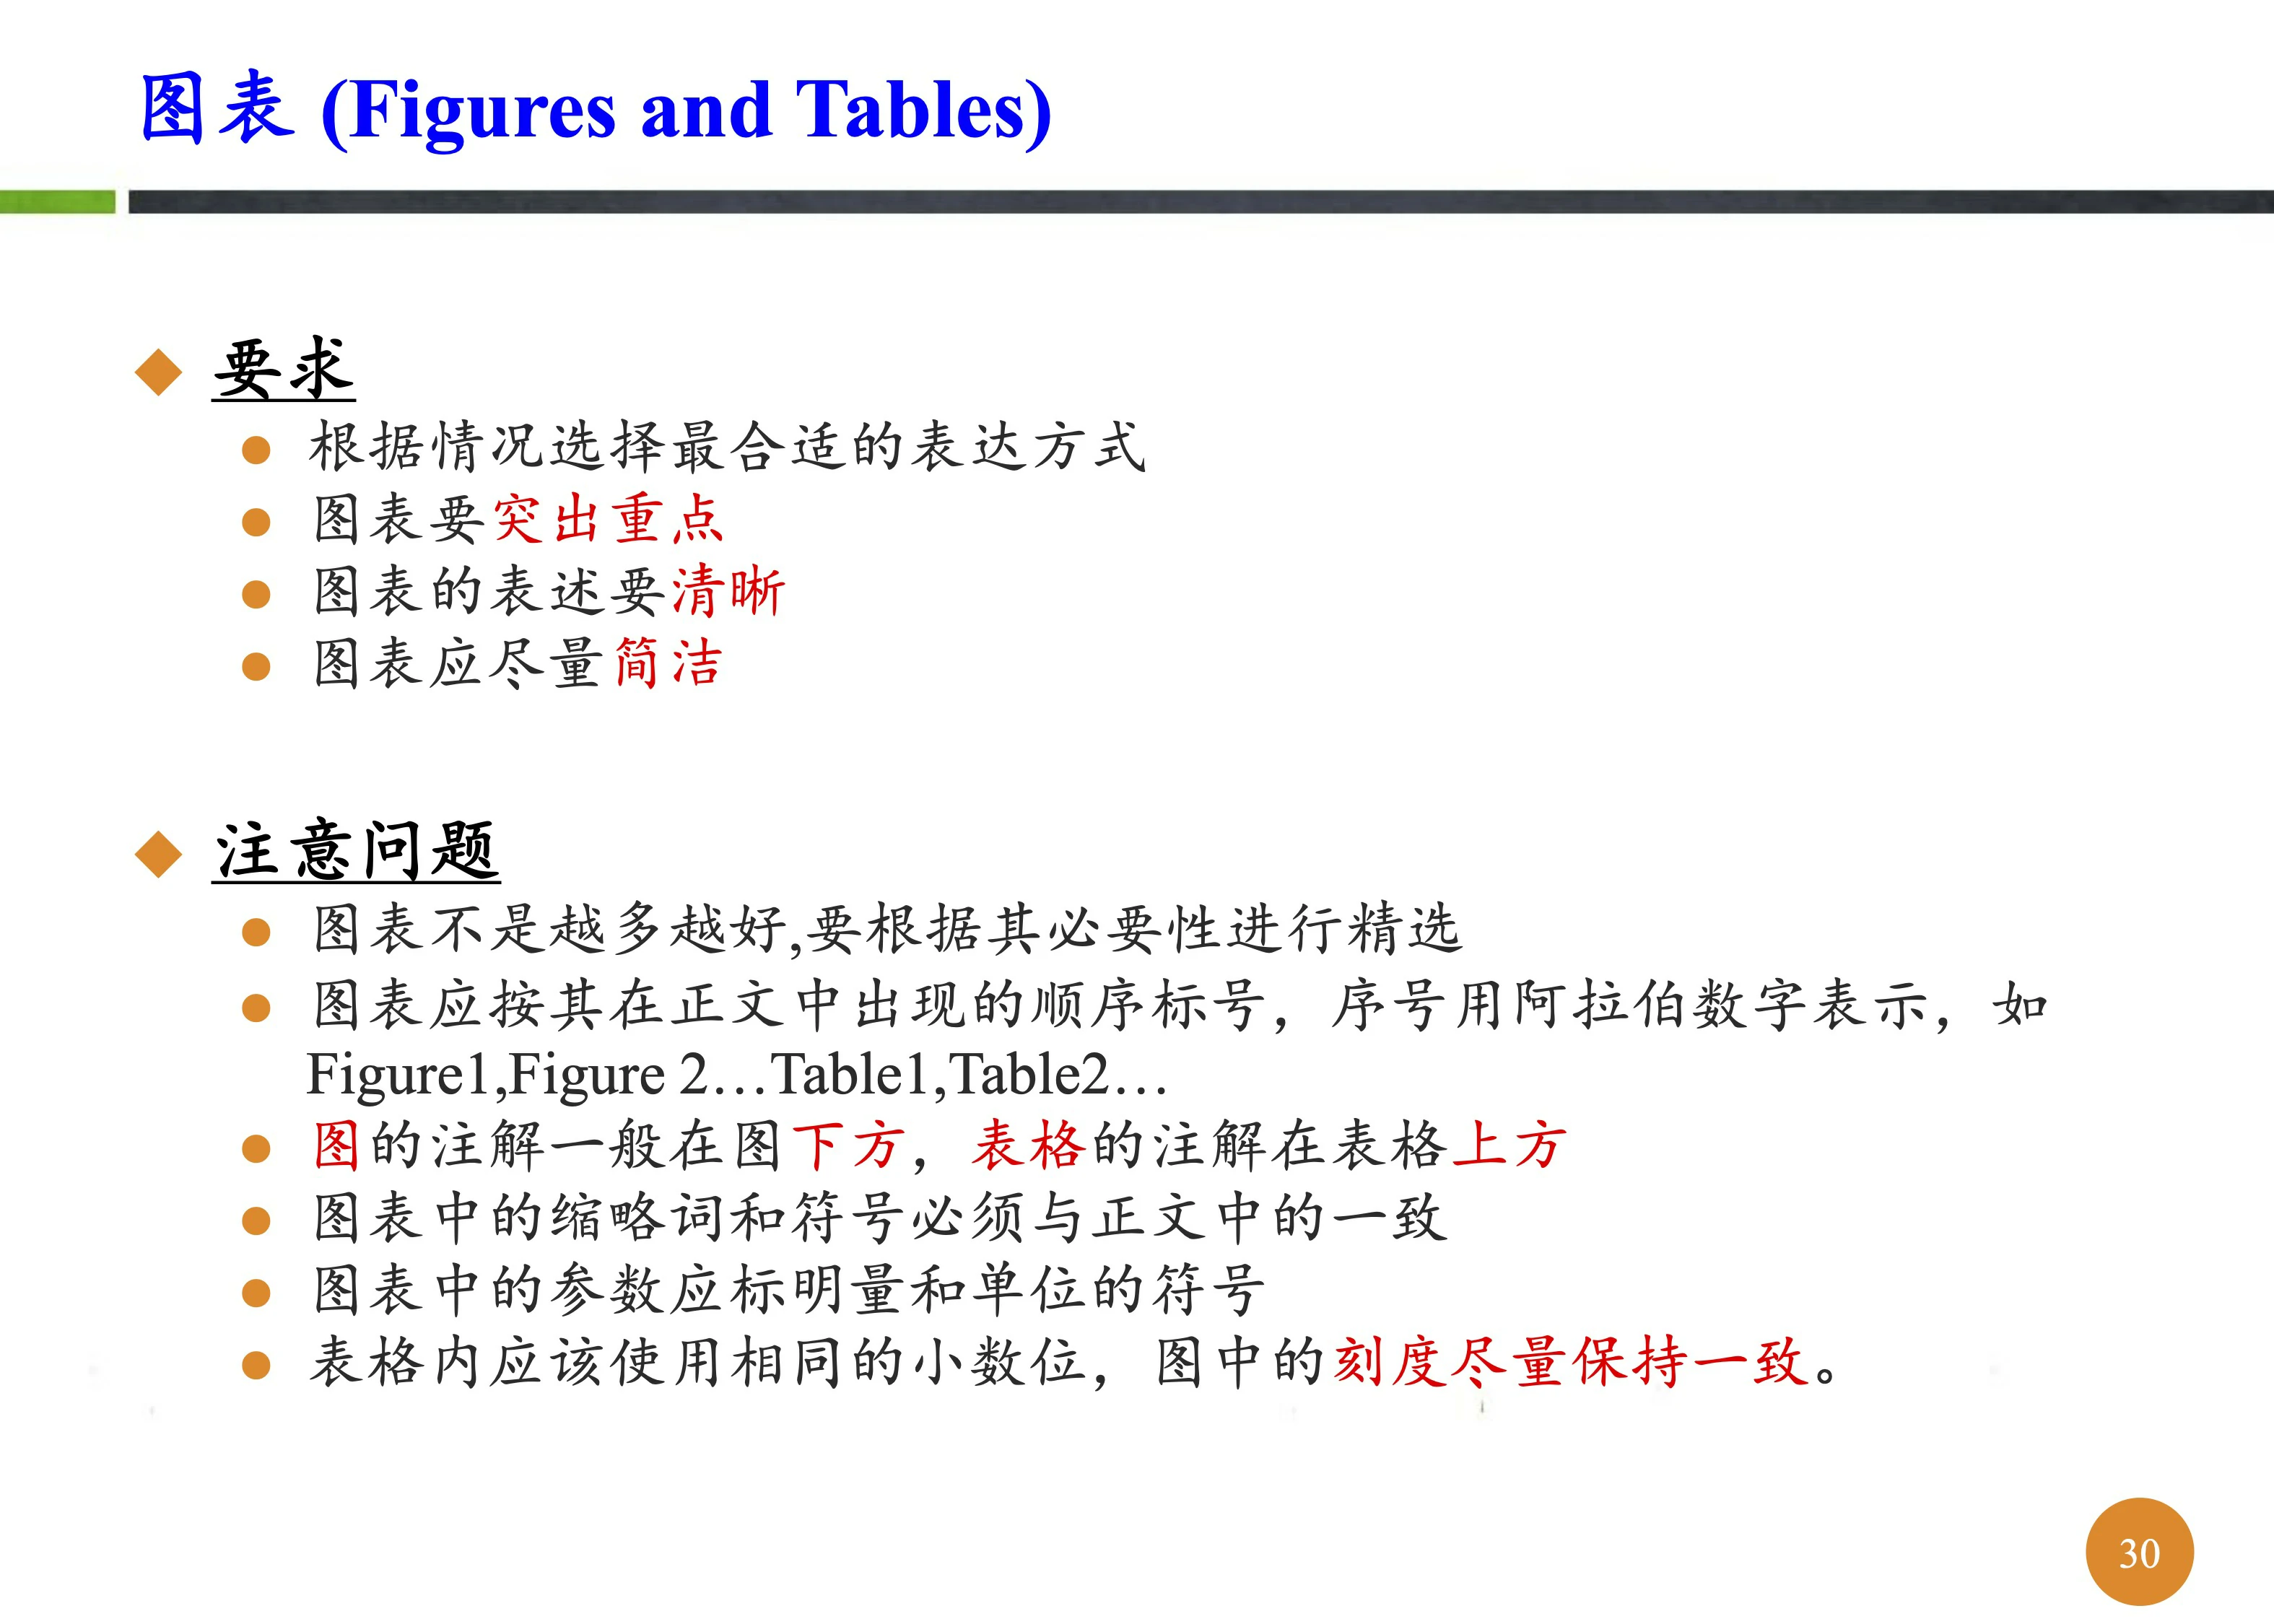 图表 (Figures and Tables)
要求
根据情况选择最合适的表达方式
图表要突出重点
图表的表述要清晰
图表应尽量简洁
注意问题
图表不是越多越好,要根据其必要性进行精选
图表应按其在正文中出现的顺序标号，序号用阿拉伯数字表示，如
Figure1,Figure 2…Table1,Table2…
图的注解一般在图下方，表格的注解在表格上方
图表中的缩略词和符号必须与正文中的一致
图表中的参数应标明量和单位的符号
表格内应该使用相同的小数位，图中的刻度尽量保持一致。
30